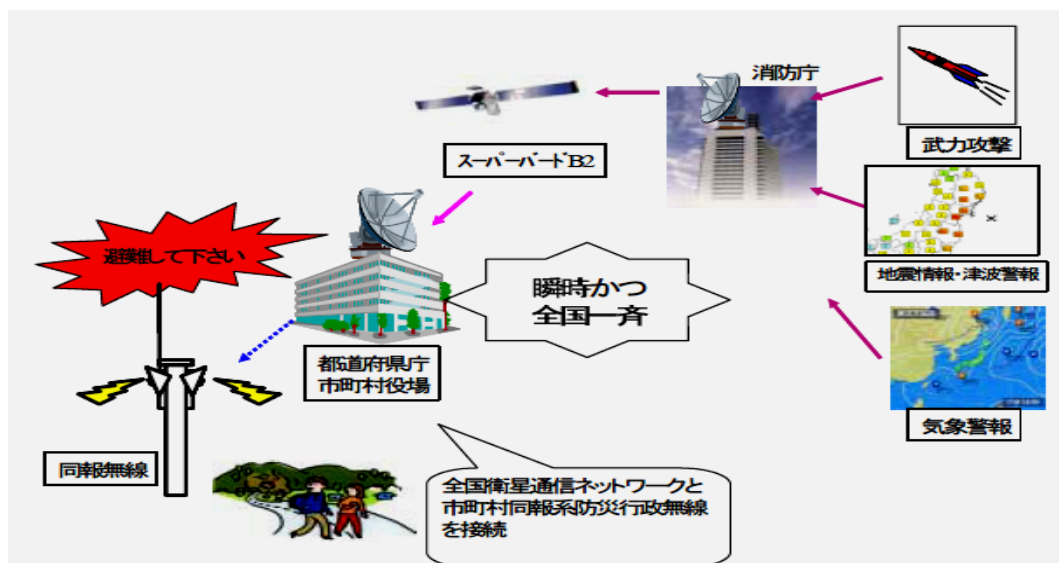 消防庁
武力攻撃
スーパーバードB2
地震情報・津波警報
避難して下さい
瞬時かつ
全国一斉
都道府県庁
市町村役場
気象警報
同報無線
全国衛星通信ネットワークと
市町村同報系防災行政無線
を接続